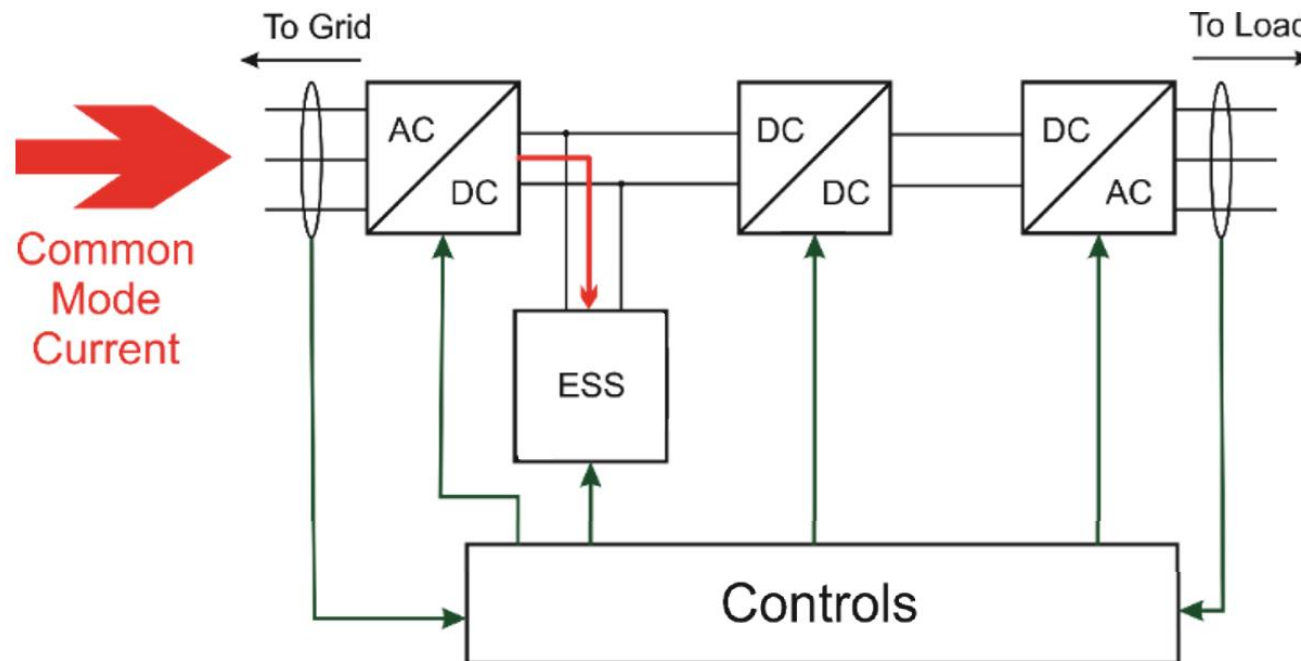 To Grid
To Load
AC
DC
DC
DC
DC
AC
Common
Mode
Current
ESS
Controls